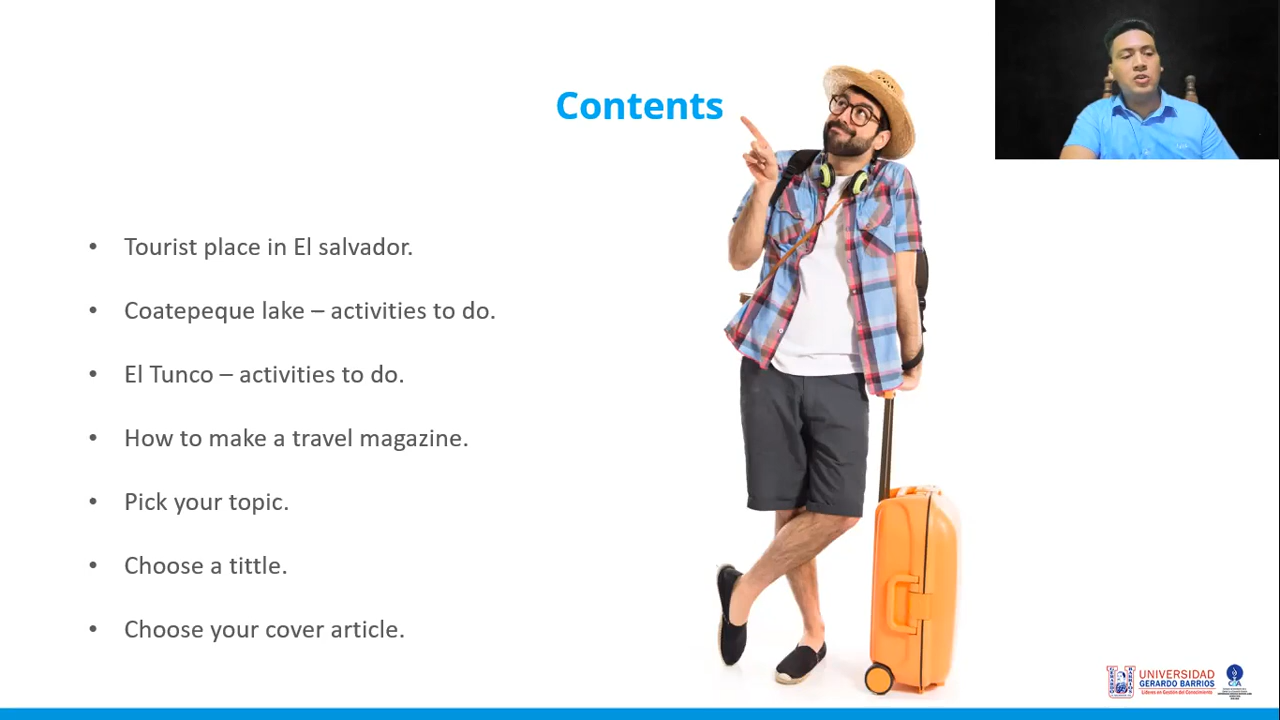 Contents
• Tourist place in El salvador.
• Coatepeque lake – activities to do.
• El Tunco – activities to do.
• How to make a travel magazine.
• Pick your topic.
• Choose a tittle.
• Choose your cover article.
UNIVERSIDAD
GERARDO BARRIOS
Líderes en Gestión del Conocimiento